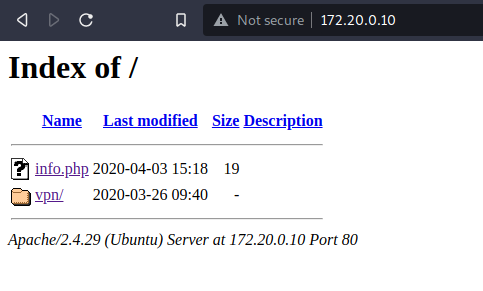 Not secure | 172.20.0.10
Index of /
Name Last modified Size Description
info.php 2020-04-03 15:18 19
vpn/ 2020-03-26 09:40 -
Apache/2.4.29 (Ubuntu) Server at 172.20.0.10 Port 80